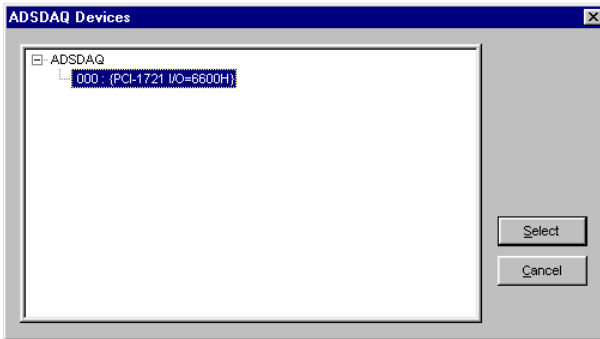 ADSDAQ Devices
ADSDAQ
000 : {PCI-1721 I/O=6600H}
Select
Cancel